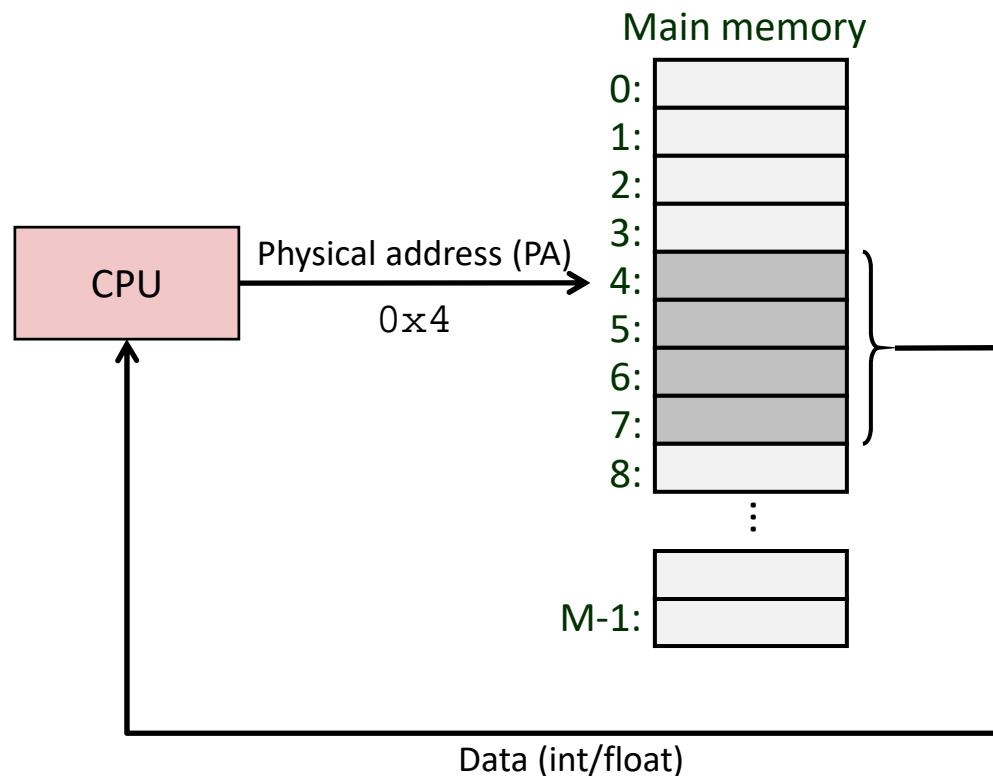 Main memory
0:
1:
2:
3:
CPU
Physical address (PA)
0x4
4:
5:
6:
7:
8:
...
M-1:
Data (int/float)